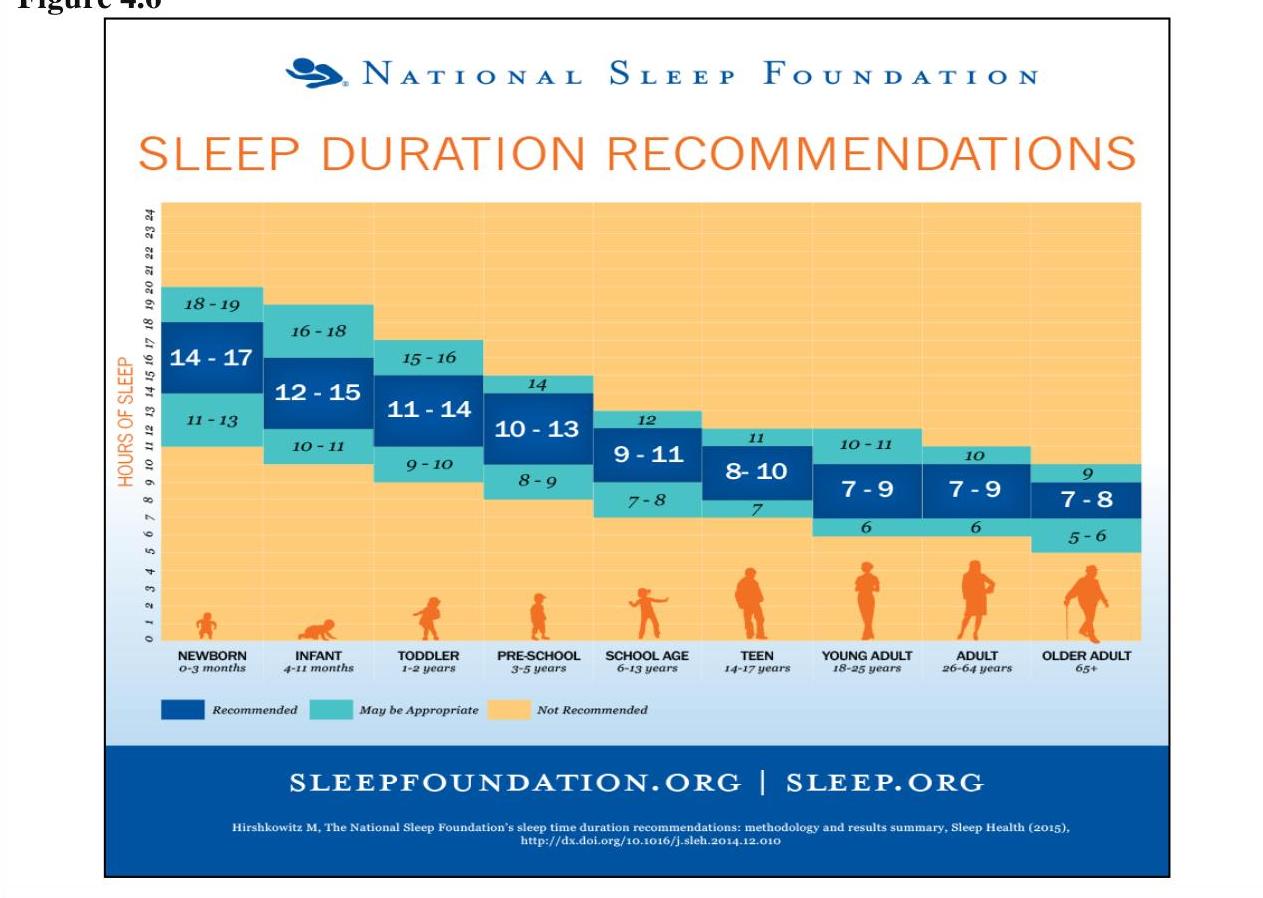 Figure 4.6
NATIONAL SLEEP FOUNDATION
SLEEP DURATION RECOMMENDATIONS
HOURS OF SLEEP
0 1 2 3 4 5 6 7 8 9 10 11 12 13 14 15 16 17 18 19 20 21 22 23 24
18 - 19
14 - 17
11 - 13
16 - 18
12 - 15
10 - 11
15 - 16
11 - 14
9 - 10
14
10 - 13
8 - 9
12
9 - 11
7 - 8
11
8- 10
7
10 - 11
7 - 9
6
10
7 - 9
6
9
7 - 8
5 - 6
NEWBORN
0-3 months
INFANT
4-11 months
TODDLER
1-2 years
PRE-SCHOOL
3-5 years
SCHOOL AGE
6-13 years
TEEN
14-17 years
YOUNG ADULT
18-25 years
ADULT
26-64 years
OLDER ADULT
65+
Recommended
May be Appropriate
Not Recommended
SLEEPFOUNDATION.ORG | SLEEP.ORG
Hirshkowitz M, The National Sleep Foundation's sleep time duration recommendations: methodology and results summary, Sleep Health (2015),
http://dx.doi.org/10.1016/j.sleh.2014.12.010